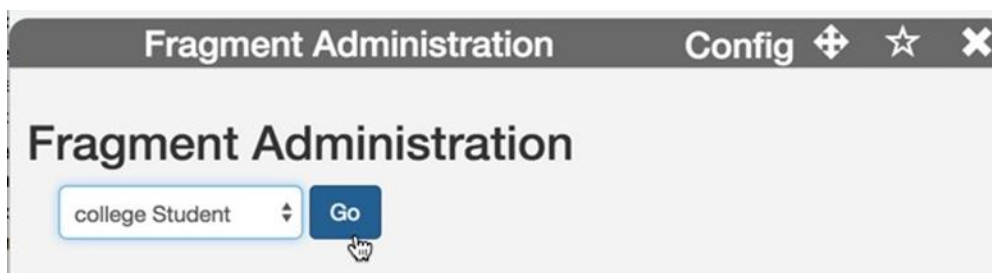 Fragment Administration Config
Fragment Administration
college Student Go